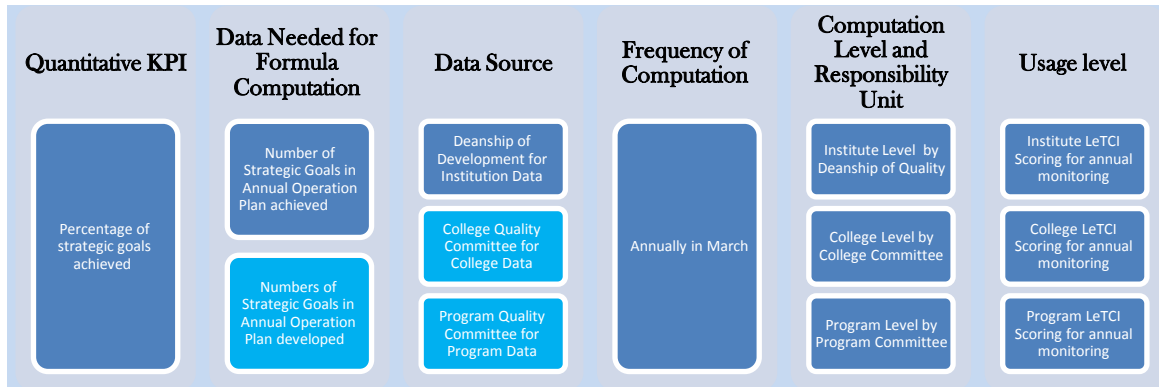 Quantitative KPI
Percentage of
strategic goals
achieved
Data Needed for
Formula
Computation
Number of
Strategic Goals in
Annual Operation
Plan achieved
Numbers of
Strategic Goals in
Annual Operation
Plan developed
Data Source
Deanship of
Development for
Institution Data
College Quality
Committee for
College Data
Program Quality
Committee for
Program Data
Frequency of
Computation
Annually in March
Computation
Level and
Responsibility
Unit
Institute Level by
Deanship of Quality
College Level by
College Committee
Program Level by
Program Committee
Usage level
Institute LeTCI
Scoring for annual
monitoring
College LeTCI
Scoring for annual
monitoring
Program LeTCI
Scoring for annual
monitoring